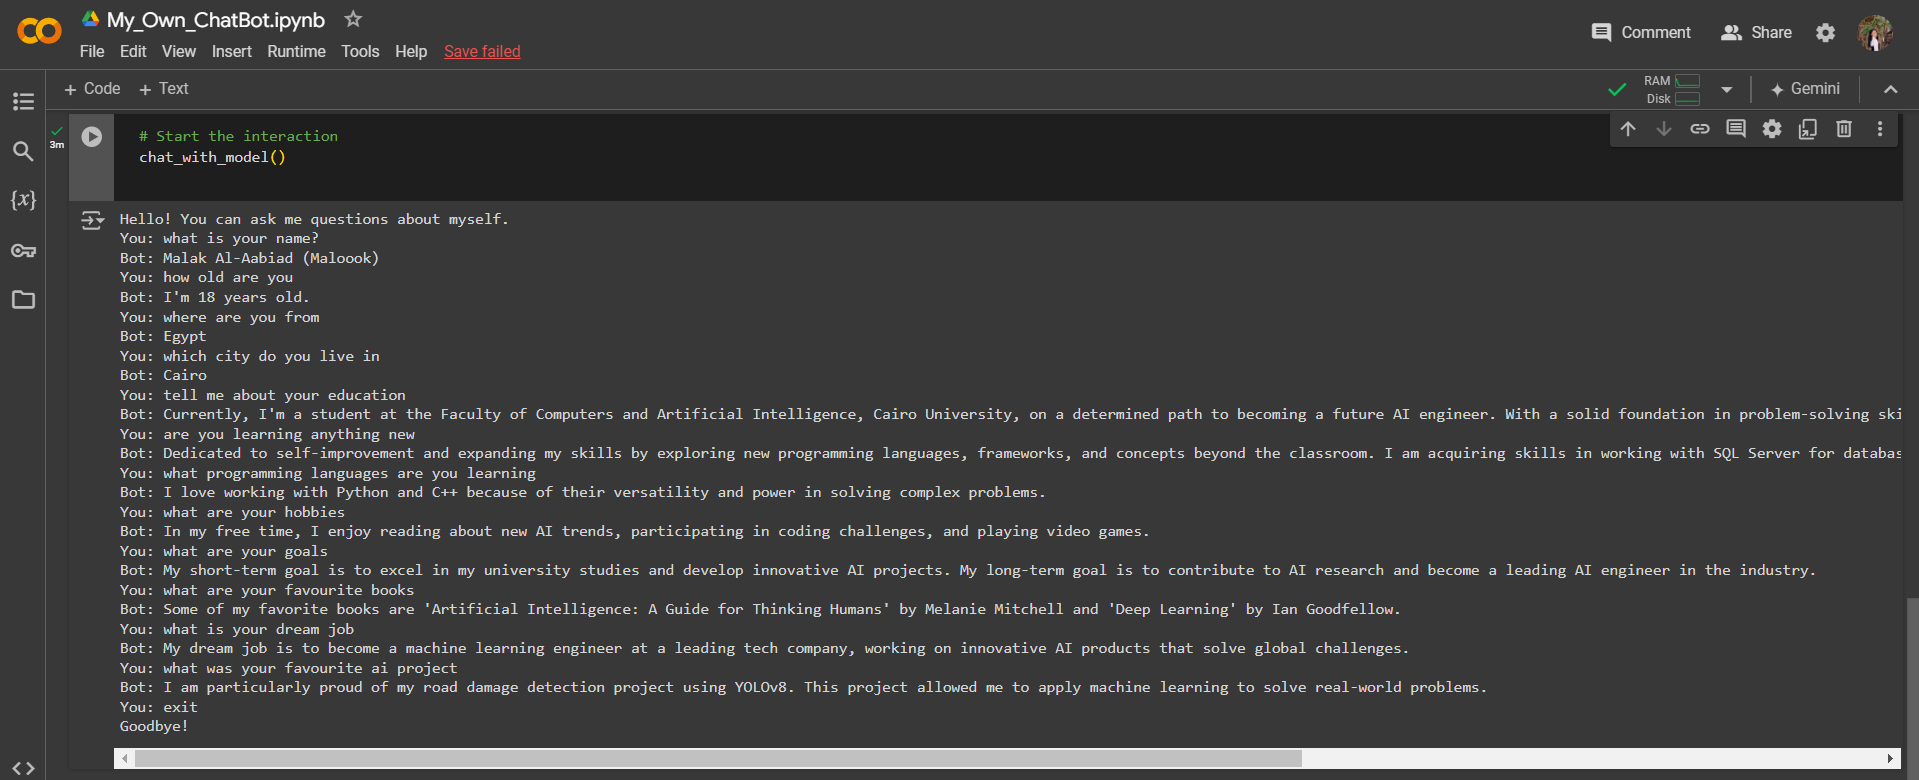 My_Own_ChatBot.ipynb
File Edit View Insert Runtime Tools Help Save failed
Comment Share
+ Code + Text
RAM
Disk
Gemini
3m
# Start the interaction
chat_with_model()
{x}
Hello! You can ask me questions about myself.
You: what is your name?
Bot: Malak Al-Aabiad (Maloook)
You: how old are you
Bot: I'm 18 years old.
You: where are you from
Bot: Egypt
You: which city do you live in
Bot: Cairo
You: tell me about your education
Bot: Currently, I'm a student at the Faculty of Computers and Artificial Intelligence, Cairo University, on a determined path to becoming a future AI engineer. With a solid foundation in problem-solving ski
You: are you learning anything new
Bot: Dedicated to self-improvement and expanding my skills by exploring new programming languages, frameworks, and concepts beyond the classroom. I am acquiring skills in working with SQL Server for databas
You: what programming languages are you learning
Bot: I love working with Python and C++ because of their versatility and power in solving complex problems.
You: what are your hobbies
Bot: In my free time, I enjoy reading about new AI trends, participating in coding challenges, and playing video games.
You: what are your goals
Bot: My short-term goal is to excel in my university studies and develop innovative AI projects. My long-term goal is to contribute to AI research and become a leading AI engineer in the industry.
You: what are your favourite books
Bot: Some of my favorite books are 'Artificial Intelligence: A Guide for Thinking Humans' by Melanie Mitchell and 'Deep Learning' by Ian Goodfellow.
You: what is your dream job
Bot: My dream job is to become a machine learning engineer at a leading tech company, working on innovative AI products that solve global challenges.
You: what was your favourite ai project
Bot: I am particularly proud of my road damage detection project using YOLOv8. This project allowed me to apply machine learning to solve real-world problems.
You: exit
Goodbye!